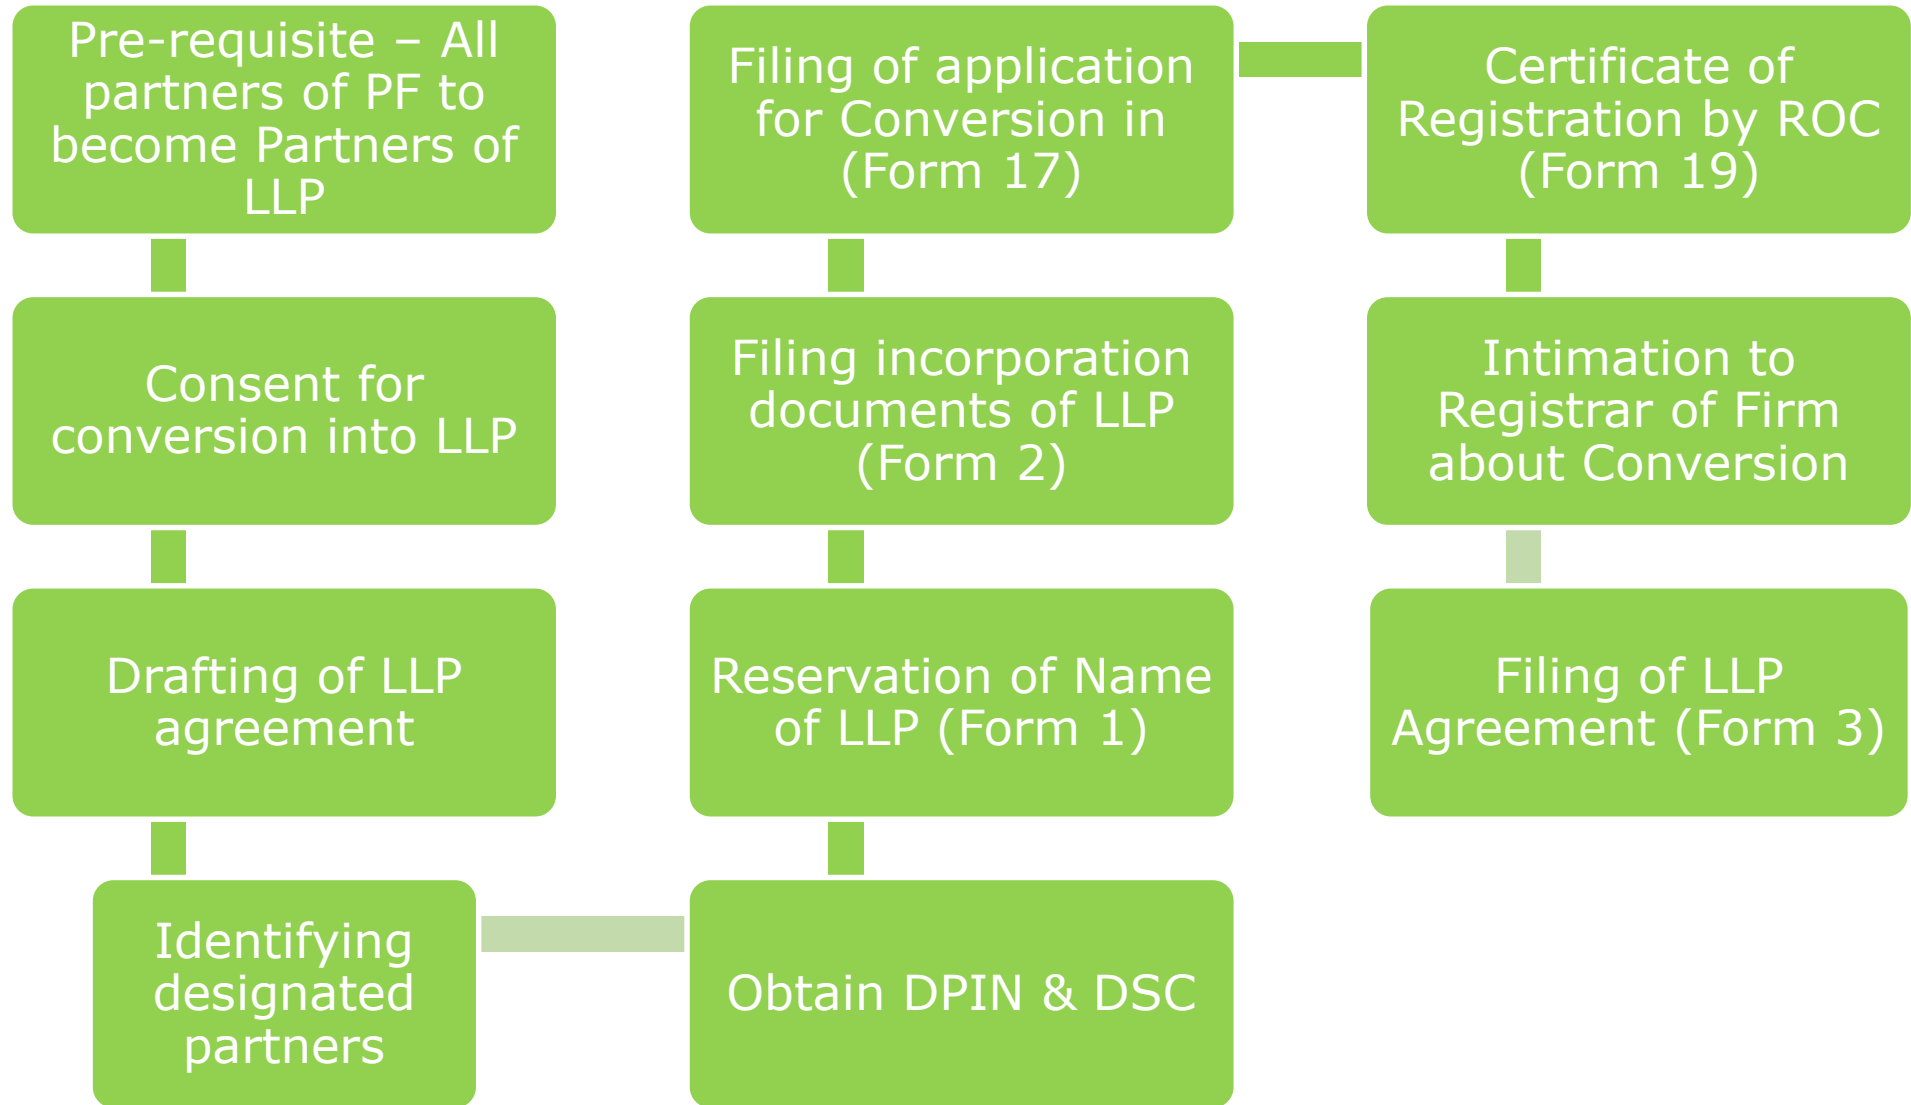 Pre-requisite – All
partners of PF to
become Partners of
LLP
Consent for
conversion into LLP
Drafting of LLP
agreement
Identifying
designated
partners
Obtain DPIN & DSC
Reservation of Name
of LLP (Form 1)
Filing incorporation
documents of LLP
(Form 2)
Filing of application
for Conversion in
(Form 17)
Certificate of
Registration by ROC
(Form 19)
Intimation to
Registrar of Firm
about Conversion
Filing of LLP
Agreement (Form 3)